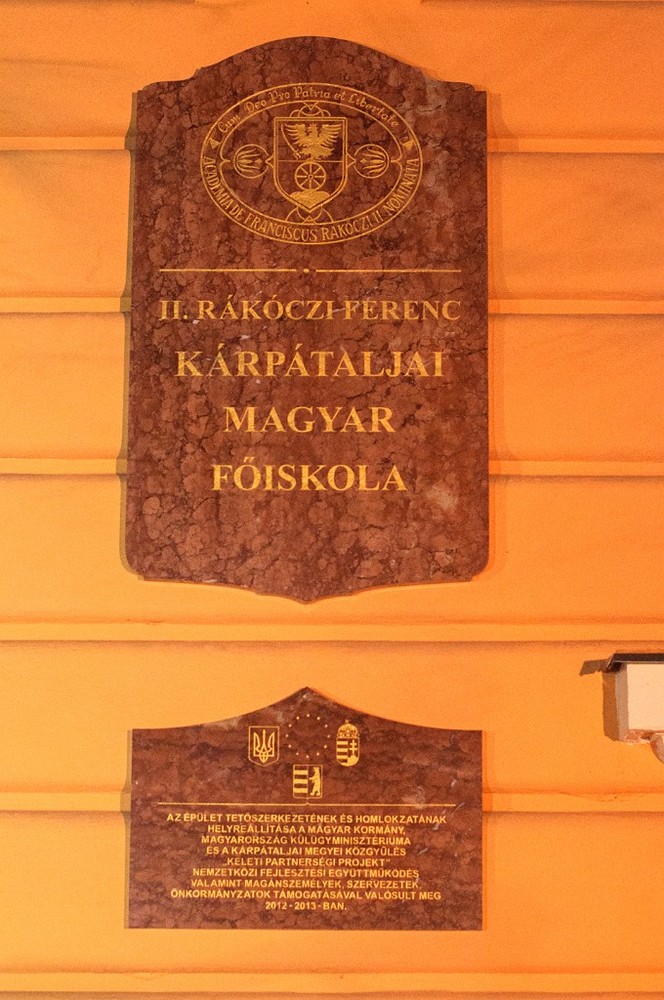 Cum Deo Pro Patria et Libertate
ACADEMIA DE FRANCISCUS RAKÓCZI II NOMINATA
II. RÁKÓCZI FERENC
KÁRPÁTALJAI
MAGYAR
FŐISKOLA
AZ ÉPÜLET TETŐSZERKEZETÉNEK ÉS HOMLOKZATÁNAK
HELYREÁLLÍTÁSA A MAGYAR KORMÁNY,
MAGYARORSZÁG KÜLÜGYMINISZTÉRIUMA
ÉS A KÁRPÁTALJAI MEGYEI KÖZGYŰLÉS
„KELETI PARTNERSÉGI PROJEKT”
NEMZETKÖZI FEJLESZTÉSI EGYÜTTMŰKÖDÉS
VALAMINT MAGÁNSZEMÉLYEK, SZERVEZETEK,
ÖNKORMÁNYZATOK TÁMOGATÁSÁVAL VALÓSULT MEG
2012 - 2013 - BAN.